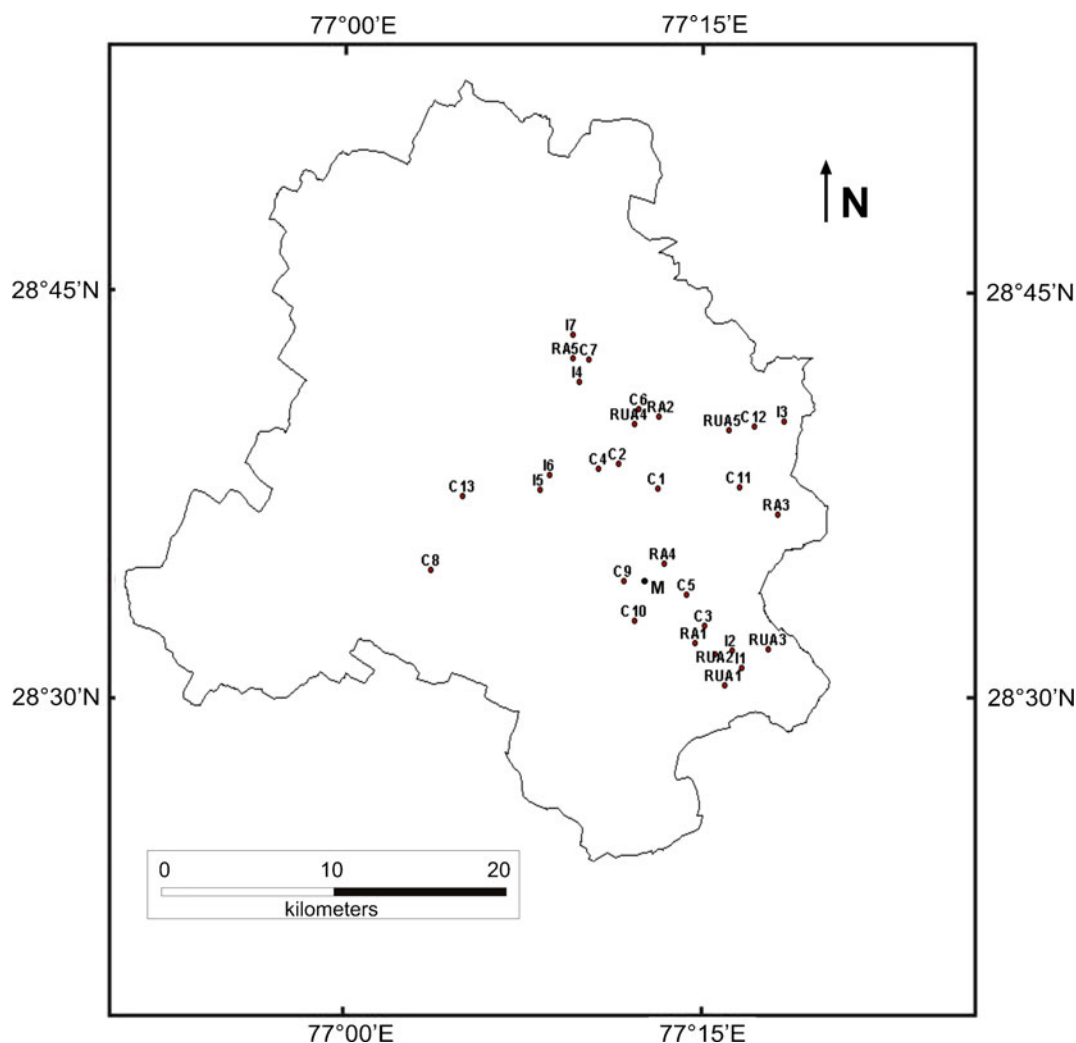 77°00'E 77°15'E
N
28°45'N 28°45'N
I7
RA5 C7
I4
C6 RA2
RUA4 RUA5 C12 I3
C4 C2
I6
I5 C13 C1 C11
RA3
RA4
C8 C9 M
C5
C10 C3
RA1
I2 RUA3
RUA2 I1
RUA1
28°30'N 28°30'N
0 10 20
kilometers
77°00'E 77°15'E